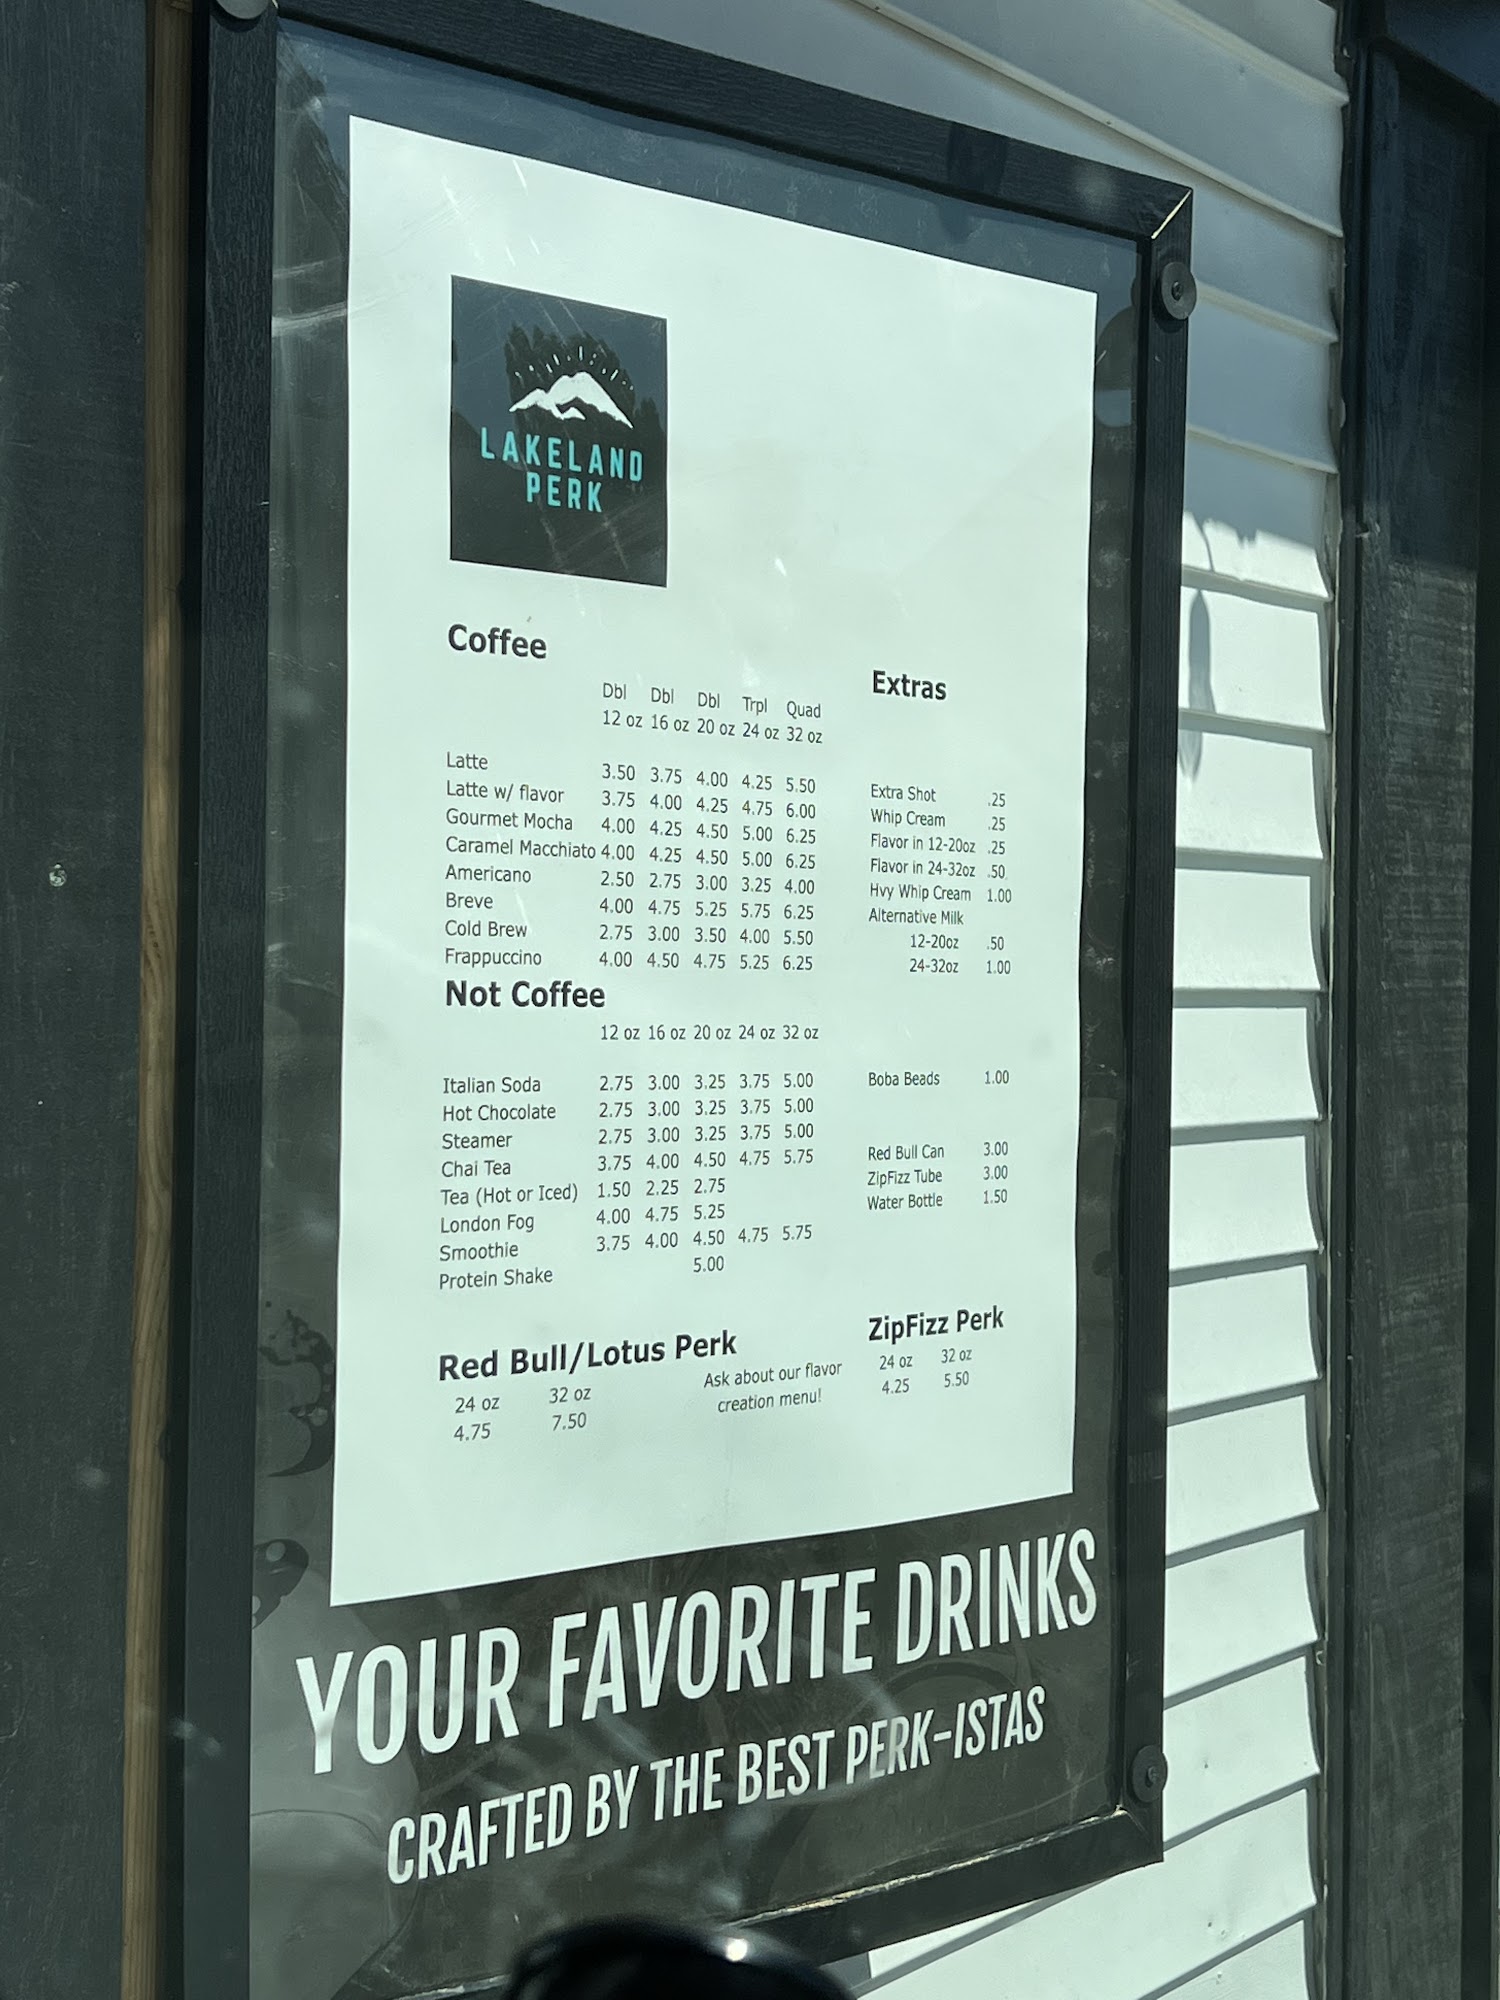 LAKELAND
PERK
Coffee
Dbl Dbl Dbl Trpl Quad
12 oz 16 oz 20 oz 24 oz 32 oz
Latte 3.50 3.75 4.00 4.25 5.50
Latte w/ flavor 3.75 4.00 4.25 4.75 6.00
Gourmet Mocha 4.00 4.25 4.50 5.00 6.25
Caramel Macchiato 4.00 4.25 4.50 5.00 6.25
Americano 2.50 2.75 3.00 3.25 4.00
Breve 4.00 4.75 5.25 5.75 6.25
Cold Brew 2.75 3.00 3.50 4.00 5.50
Frappuccino 4.00 4.50 4.75 5.25 6.25
Extras
Extra Shot .25
Whip Cream .25
Flavor in 12-20oz .25
Flavor in 24-32oz .50
Hvy Whip Cream 1.00
Alternative Milk
12-20oz .50
24-32oz 1.00
Not Coffee
12 oz 16 oz 20 oz 24 oz 32 oz
Italian Soda 2.75 3.00 3.25 3.75 5.00
Hot Chocolate 2.75 3.00 3.25 3.75 5.00
Steamer 2.75 3.00 3.25 3.75 5.00
Chai Tea 3.75 4.00 4.50 4.75 5.75
Tea (Hot or Iced) 1.50 2.25 2.75
London Fog 4.00 4.75 5.25
Smoothie 3.75 4.00 4.50 4.75 5.75
Protein Shake 5.00
Boba Beads 1.00
Red Bull Can 3.00
ZipFizz Tube 3.00
Water Bottle 1.50
Red Bull/Lotus Perk
24 oz 32 oz
4.75 7.50
Ask about our flavor
creation menu!
ZipFizz Perk
24 oz 32 oz
4.25 5.50
YOUR FAVORITE DRINKS
CRAFTED BY THE BEST PERK-ISTAS